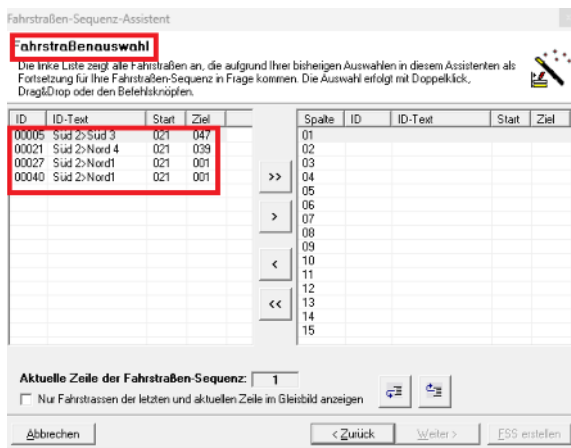 Fahrstraßen-Sequenz-Assistent
Fahrstraßenauswahl
Die linke Liste zeigt alle Fahrstraßen an, die aufgrund Ihrer bisherigen Auswahlen in diesem Assistenten als
Fortsetzung für Ihre Fahrstraßen-Sequenz in Frage kommen. Die Auswahl erfolgt mit Doppelklick,
Drag&Drop oder den Befehlsknöpfen.
ID ID-Text Start Ziel
00005 Süd 2>Süd 3 021 047
00021 Süd 2>Nord 4 021 039
00027 Süd 2>Nord1 021 001
00040 Süd 2>Nord1 021 001
>>
>
<
<<
Spalte ID ID-Text Start Ziel
01
02
03
04
05
06
07
08
09
10
11
12
13
14
15
Aktuelle Zeile der Fahrstraßen-Sequenz: 1
Nur Fahrstrassen der letzten und aktuellen Zeile im Gleisbild anzeigen
Abbrechen
< Zurück
Weiter >
FSS erstellen